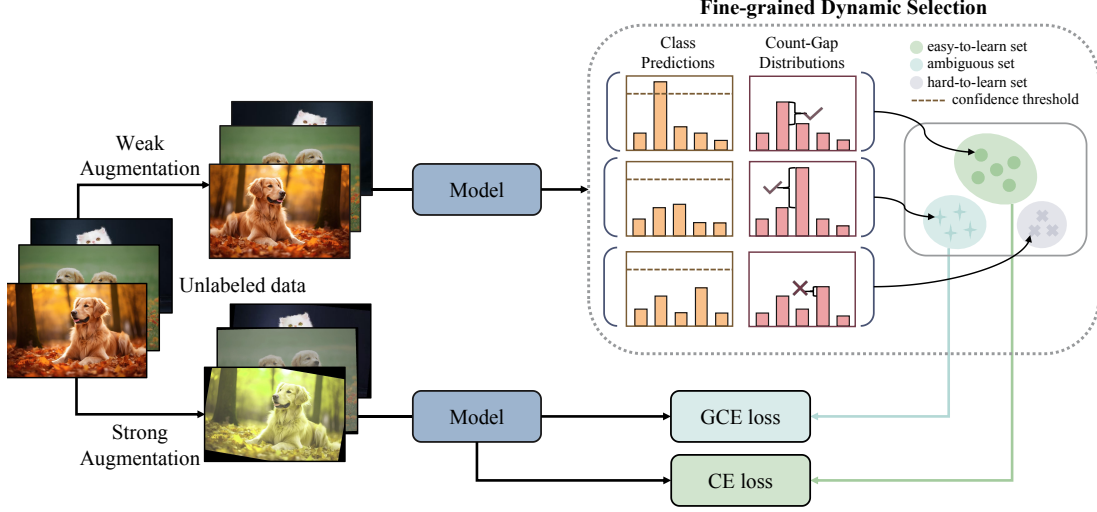 Fine-grained Dynamic Selection
Class
Predictions
Count-Gap
Distributions
easy-to-learn set
ambiguous set
hard-to-learn set
confidence threshold
Weak
Augmentation
Model
Unlabeled data
Strong
Augmentation
Model
GCE loss
CE loss